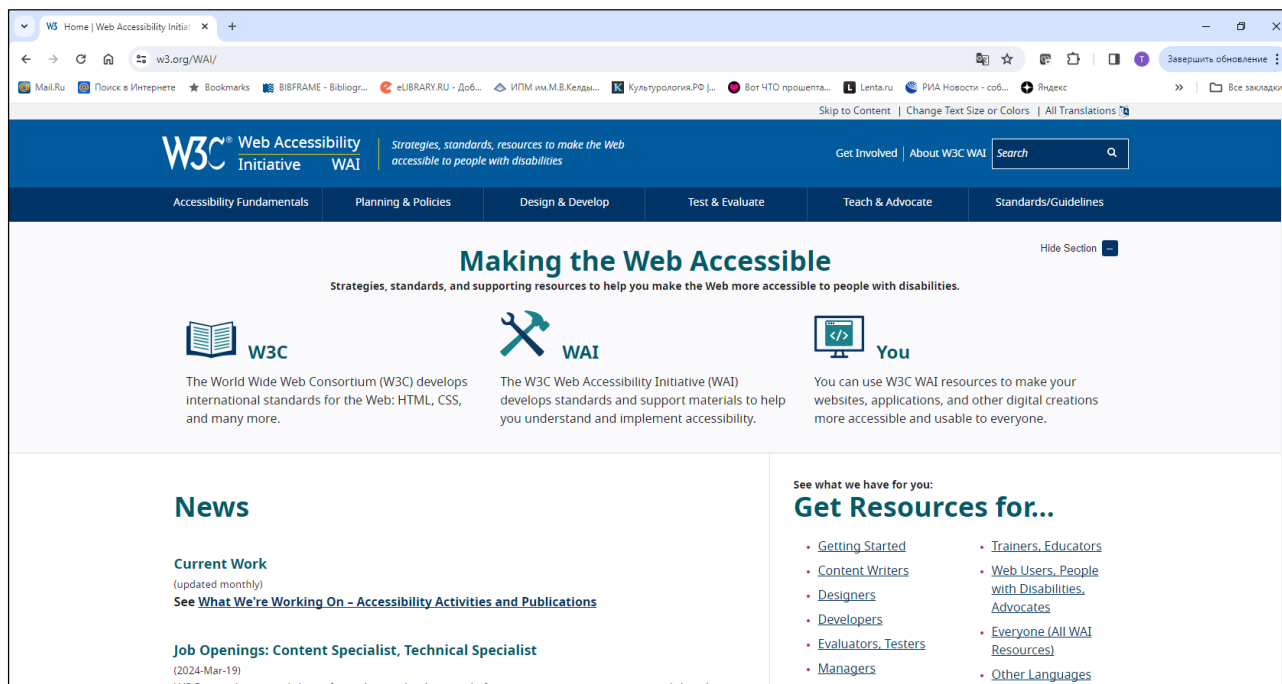 W3 Home | Web Accessibility Initiat
w3.org/WAI/
Завершить обновление
Mail.Ru Поиск в Интернете Bookmarks BIBFRAME - Bibliogr... eLIBRARY.RU - Доб... ИПМ им.М.В.Келды... Культурология.РФ |... Вот ЧТО прошепта... Lenta.ru РИА Новости - соб... Яндекс » Все закладки
Skip to Content | Change Text Size or Colors | All Translations
W3C® Web Accessibility Initiative WAI
Strategies, standards, resources to make the Web
accessible to people with disabilities
Get Involved | About W3C WAI Search
Accessibility Fundamentals Planning & Policies Design & Develop Test & Evaluate Teach & Advocate Standards/Guidelines
Hide Section
Making the Web Accessible
Strategies, standards, and supporting resources to help you make the Web more accessible to people with disabilities.
W3C
The World Wide Web Consortium (W3C) develops
international standards for the Web: HTML, CSS,
and many more.
WAI
The W3C Web Accessibility Initiative (WAI)
develops standards and support materials to help
you understand and implement accessibility.
You
You can use W3C WAI resources to make your
websites, applications, and other digital creations
more accessible and usable to everyone.
News
Current Work
(updated monthly)
See What We're Working On – Accessibility Activities and Publications
Job Openings: Content Specialist, Technical Specialist
(2024-Mar-19)
See what we have for you:
Get Resources for...
Getting Started
Content Writers
Designers
Developers
Evaluators, Testers
Managers
Trainers, Educators
Web Users, People
with Disabilities,
Advocates
Everyone (All WAI
Resources)
Other Languages